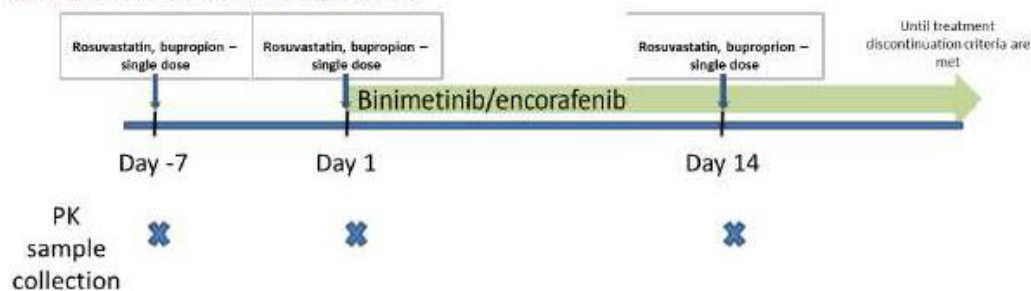 Rosuvastatin, bupropion –
single dose
Rosuvastatin, bupropion –
single dose
Rosuvastatin, buproprion –
single dose
Until treatment
discontinuation criteria are
met
Binimetinib/encorafenib
Day -7
Day 1
Day 14
PK
sample
collection